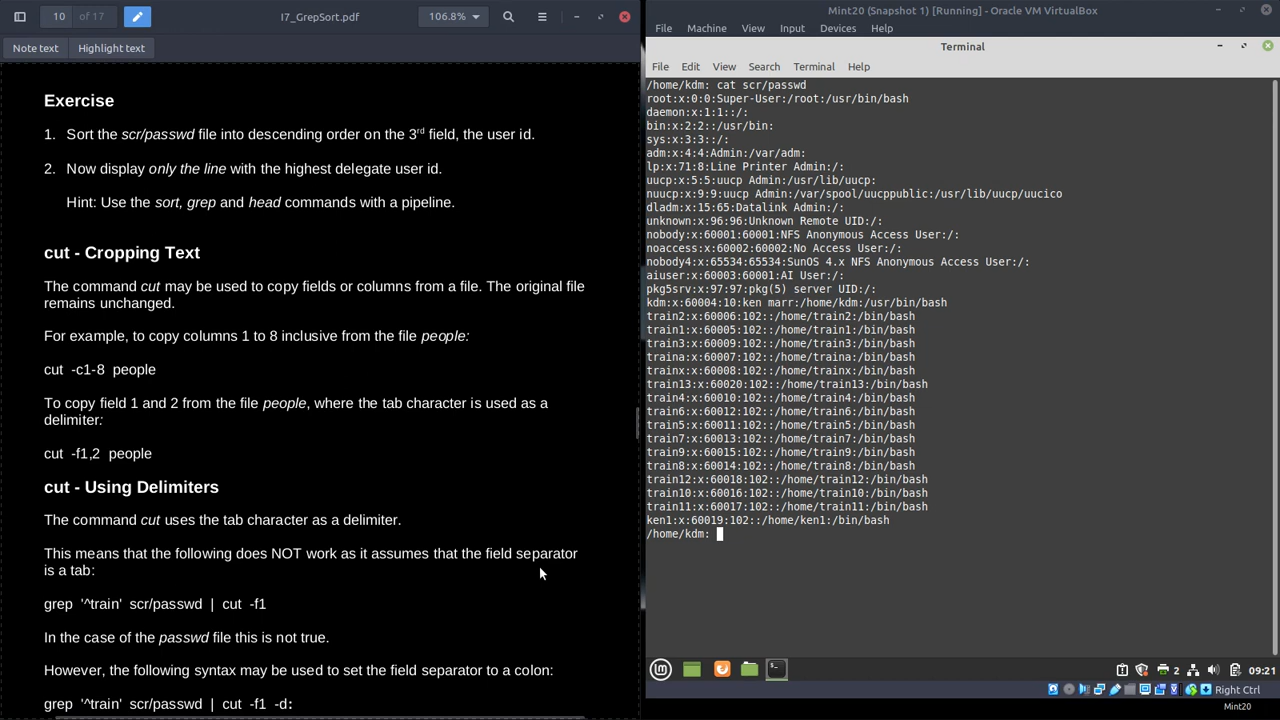 10 of 17
I7_GrepSort.pdf
106.8%
Note text
Highlight text
Exercise
1. Sort the scr/passwd file into descending order on the 3rd field, the user id.
2. Now display only the line with the highest delegate user id.
Hint: Use the sort, grep and head commands with a pipeline.
cut - Cropping Text
The command cut may be used to copy fields or columns from a file. The original file
remains unchanged.
For example, to copy columns 1 to 8 inclusive from the file people:
cut -c1-8 people
To copy field 1 and 2 from the file people, where the tab character is used as a
delimiter:
cut -f1,2 people
cut - Using Delimiters
The command cut uses the tab character as a delimiter.
This means that the following does NOT work as it assumes that the field separator
is a tab:
grep '^train' scr/passwd | cut -f1
In the case of the passwd file this is not true.
However, the following syntax may be used to set the field separator to a colon:
grep '^train' scr/passwd | cut -f1 -d:
Mint20 (Snapshot 1) [Running] - Oracle VM VirtualBox
File Machine View Input Devices Help
Terminal
File Edit View Search Terminal Help
/home/kdm: cat scr/passwd
root:x:0:0:Super-User:/root:/usr/bin/bash
daemon:x:1:1::/:
bin:x:2:2::/usr/bin:
sys:x:3:3::/:
adm:x:4:4:Admin:/var/adm:
lp:x:71:8:Line Printer Admin:/:
uucp:x:5:5:uucp Admin:/usr/lib/uucp:
nuucp:x:9:9:uucp Admin:/var/spool/uucppublic:/usr/lib/uucp/uucico
dladm:x:15:65:Datalink Admin:/:
unknown:x:96:96:Unknown Remote UID:/:
nobody:x:60001:60001:NFS Anonymous Access User:/:
noaccess:x:60002:60002:No Access User:/:
nobody4:x:65534:65534:SunOS 4.x NFS Anonymous Access User:/:
aiuser:x:60003:60001:AI User:/:
pkg5srv:x:97:97:pkg(5) server UID:/:
kdm:x:60004:10:ken marr:/home/kdm:/usr/bin/bash
train2:x:60006:102::/home/train2:/bin/bash
train1:x:60005:102::/home/train1:/bin/bash
train3:x:60009:102::/home/train3:/bin/bash
traina:x:60007:102::/home/traina:/bin/bash
trainx:x:60008:102::/home/trainx:/bin/bash
train13:x:60020:102::/home/train13:/bin/bash
train4:x:60010:102::/home/train4:/bin/bash
train6:x:60012:102::/home/train6:/bin/bash
train5:x:60011:102::/home/train5:/bin/bash
train7:x:60013:102::/home/train7:/bin/bash
train9:x:60015:102::/home/train9:/bin/bash
train8:x:60014:102::/home/train8:/bin/bash
train12:x:60018:102::/home/train12:/bin/bash
train10:x:60016:102::/home/train10:/bin/bash
train11:x:60017:102::/home/train11:/bin/bash
ken1:x:60019:102::/home/ken1:/bin/bash
/home/kdm:
2
09:21
Right Ctrl
Mint20